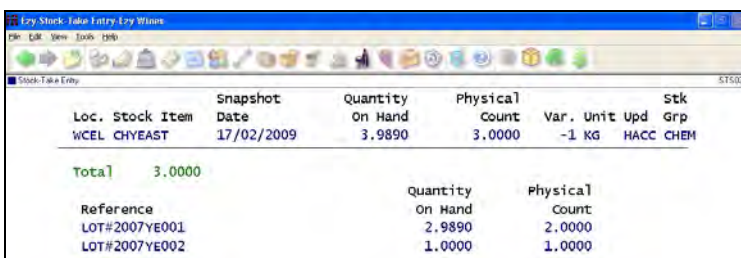 Ezy-Stock-Take Entry-Ezy Wines
File Edit View Tools Help
Stock-Take Entry
Snapshot Quantity Physical Stk
Loc. Stock Item Date On Hand Count Var. Unit Upd Grp
WCEL CHYEAST 17/02/2009 3.9890 3.0000 -1 KG HACC CHEM
Total 3.0000
Quantity Physical
Reference On Hand Count
LOT#2007YE001 2.9890 2.0000
LOT#2007YE002 1.0000 1.0000